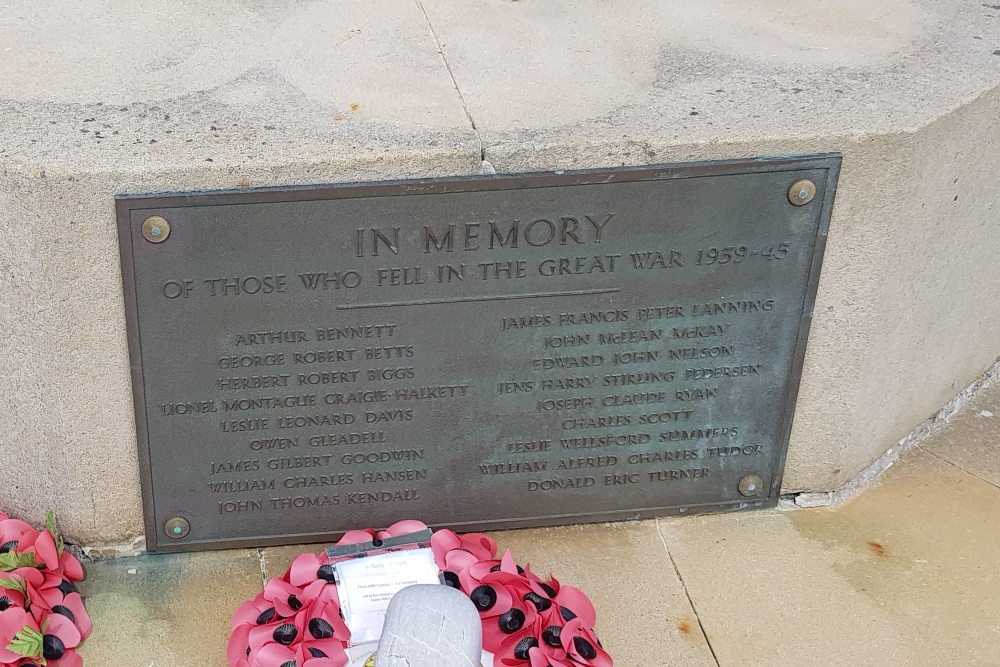 IN MEMORY
OF THOSE WHO FELL IN THE GREAT WAR 1939-45
ARTHUR BENNETT
GEORGE ROBERT BETTS
HERBERT ROBERT BIGGS
LIONEL MONTAGUE CRAIGIE-HALKETT
LESLIE LEONARD DAVIS
OWEN GLEADELL
JAMES GILBERT GOODWIN
WILLIAM CHARLES HANSEN
JOHN THOMAS KENDALL
JAMES FRANCIS PETER LANNING
JOHN McLEAN McKAY
EDWARD JOHN NELSON
JENS HARRY STIRLING PEDERSEN
JOSEPH CLAUDE RYAN
CHARLES SCOTT
LESLIE WELLSFORD SUMMERS
WILLIAM ALFRED CHARLES TUDOR
DONALD ERIC TURNER